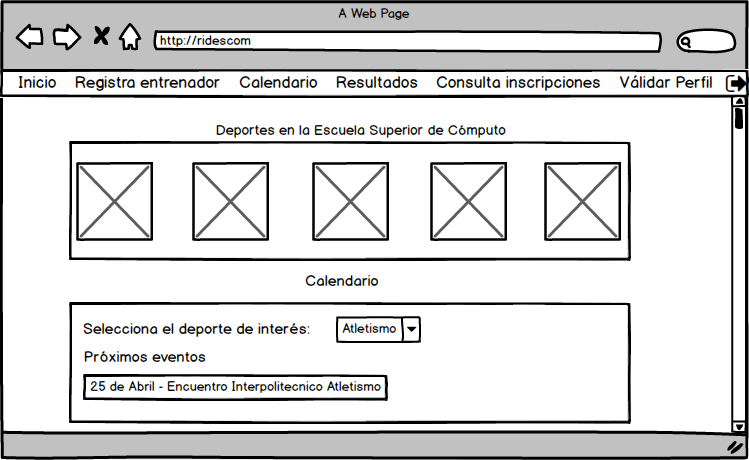 A Web Page
http://ridescom
Inicio Registra entrenador Calendario Resultados Consulta inscripciones Válidar Perfil
Deportes en la Escuela Superior de Cómputo
Calendario
Selecciona el deporte de interés: Atletismo
Próximos eventos
25 de Abril - Encuentro Interpolitecnico Atletismo